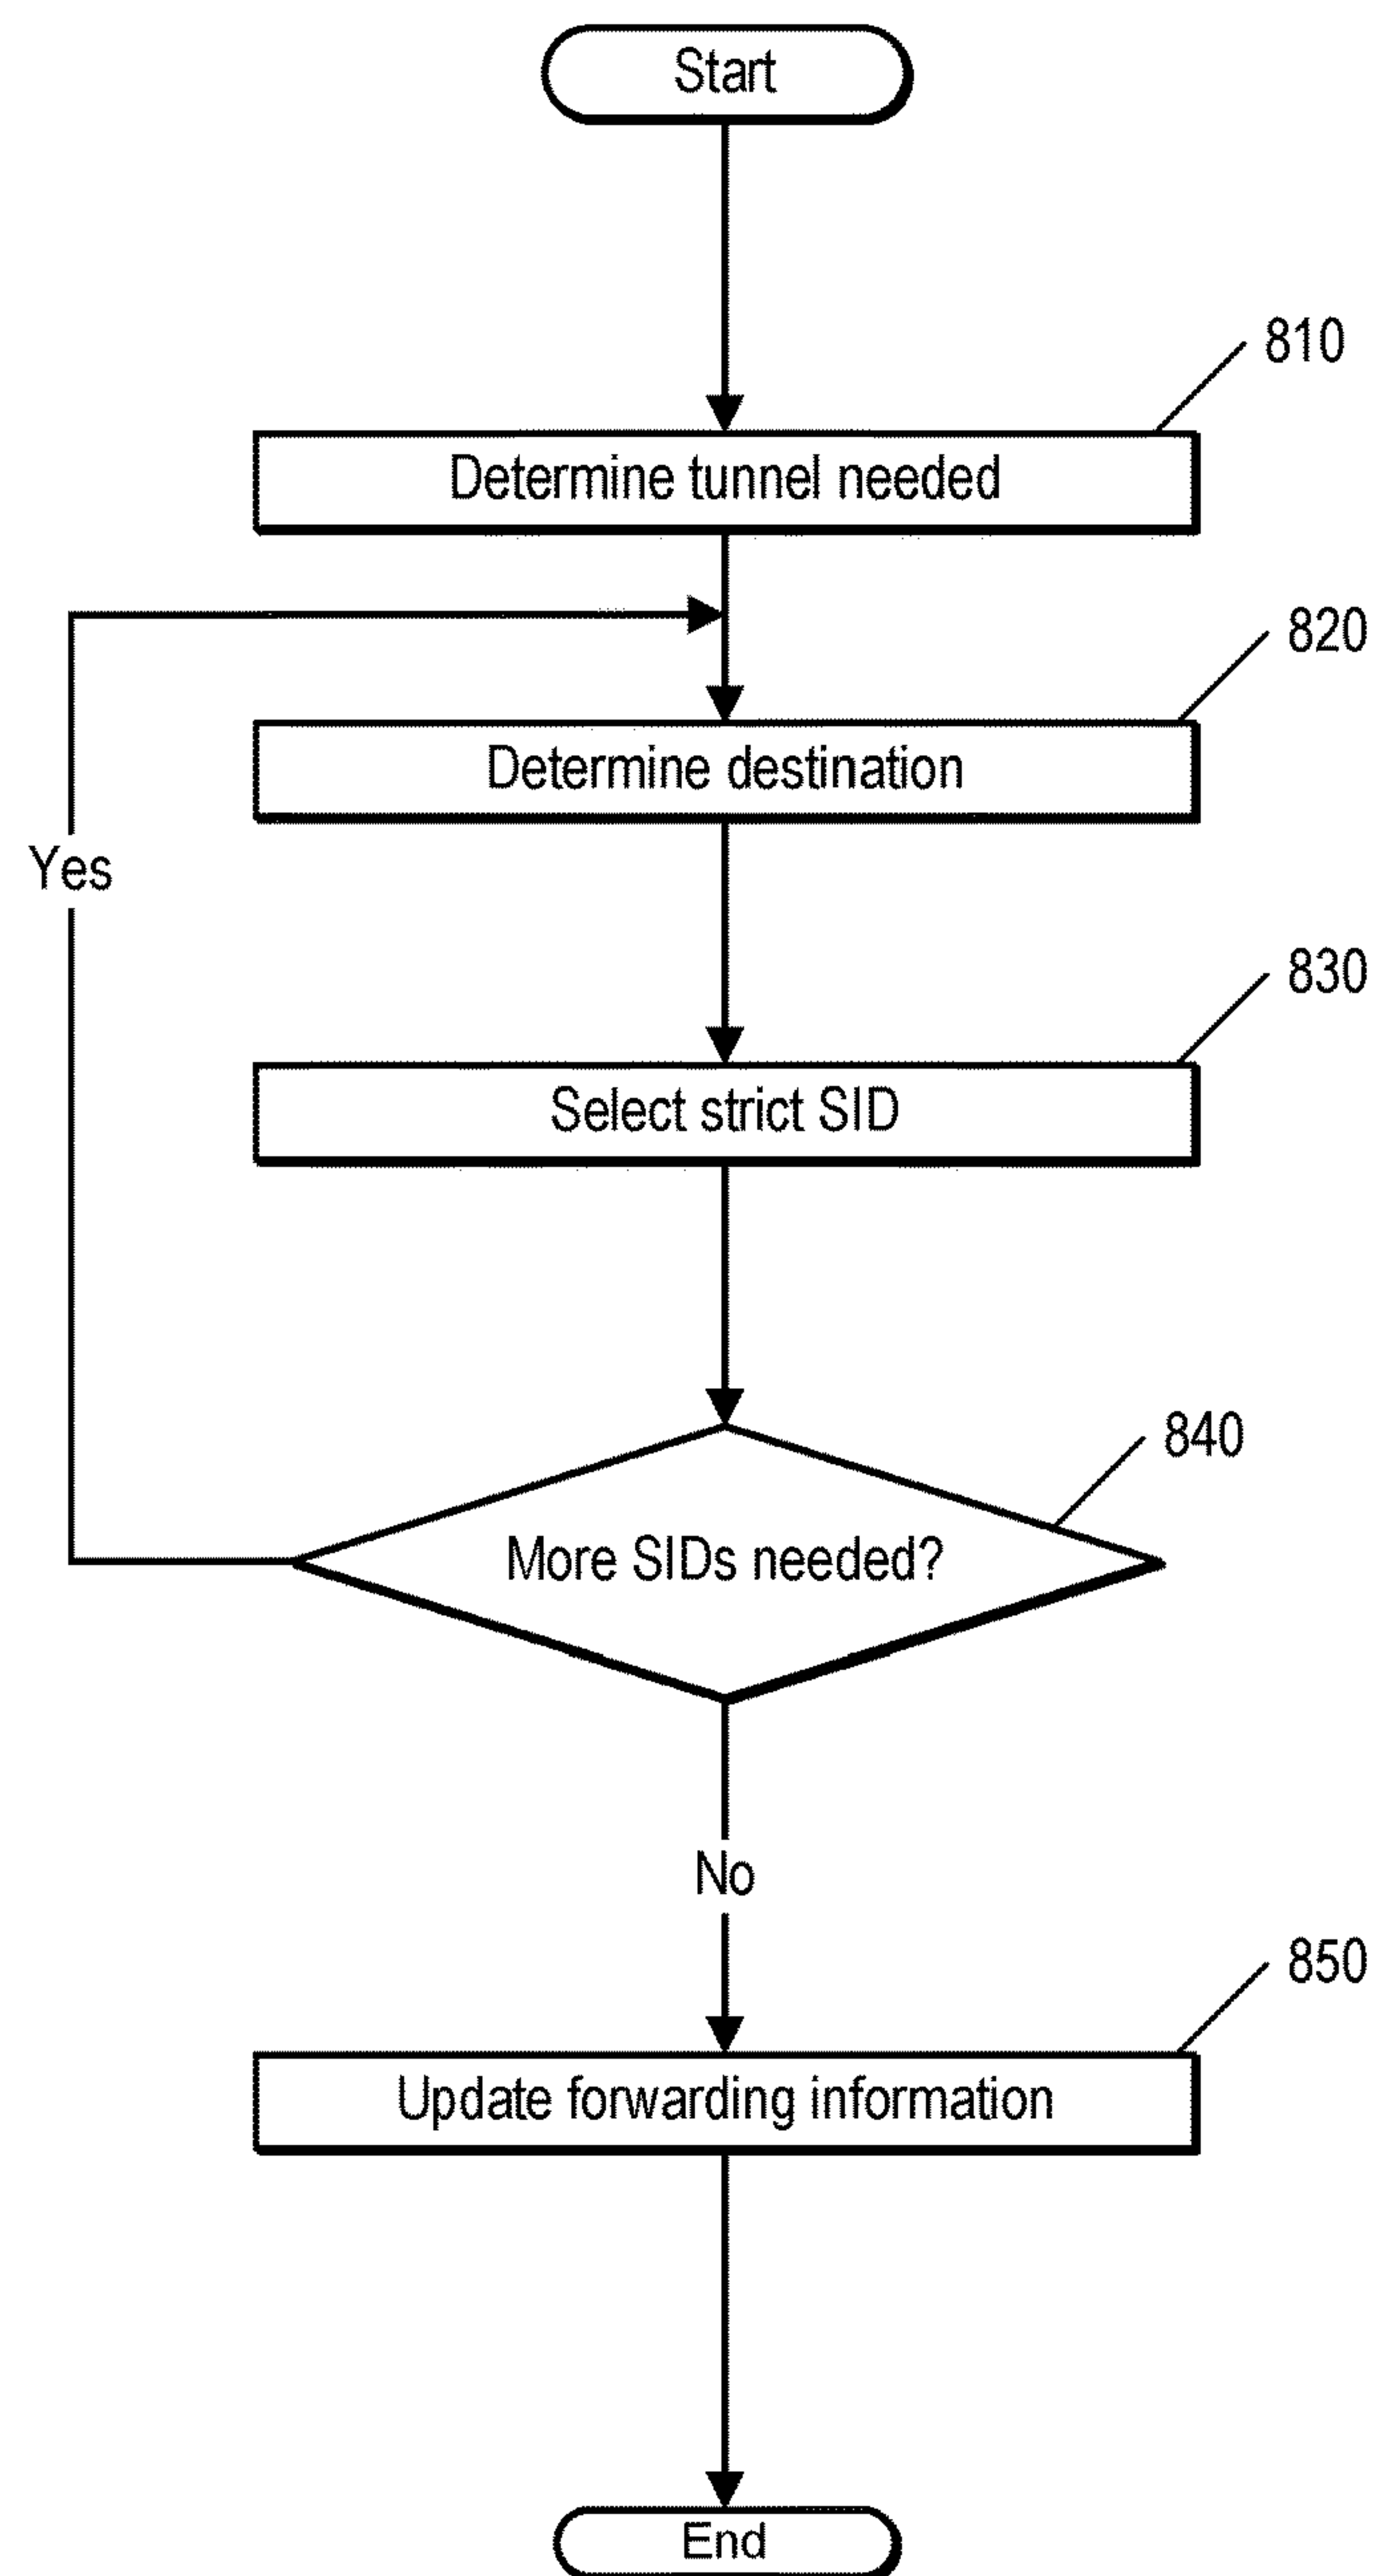 Start
810
Determine tunnel needed
820
Determine destination
Yes
830
Select strict SID
840
More SIDs needed?
No
850
Update forwarding information
End